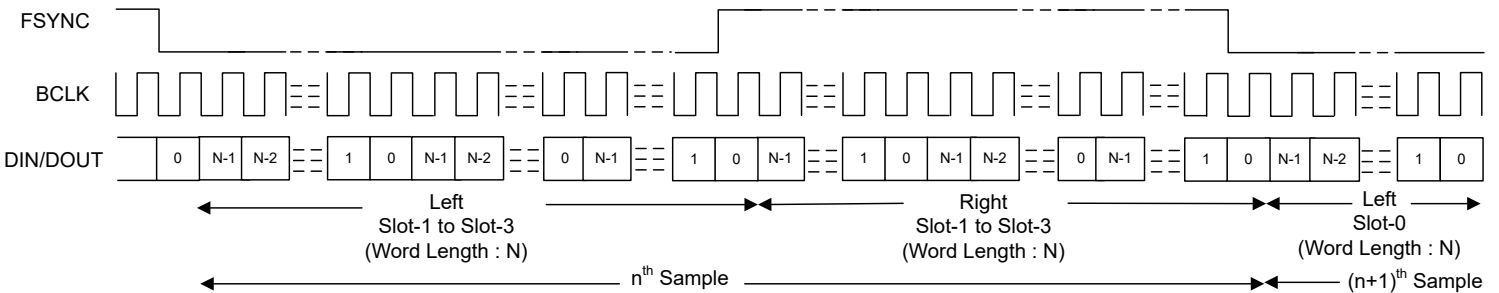 FSYNC
BCLK
DIN/DOUT
0 N-1 N-2 1 0 N-1 N-2 0 N-1 1 0 N-1 1 0 N-1 N-2 0 N-1 1 0 N-1 N-2 1 0
Left
Slot-1 to Slot-3
(Word Length : N)
Right
Slot-1 to Slot-3
(Word Length : N)
Left
Slot-0
(Word Length : N)
nth Sample
(n+1)th Sample